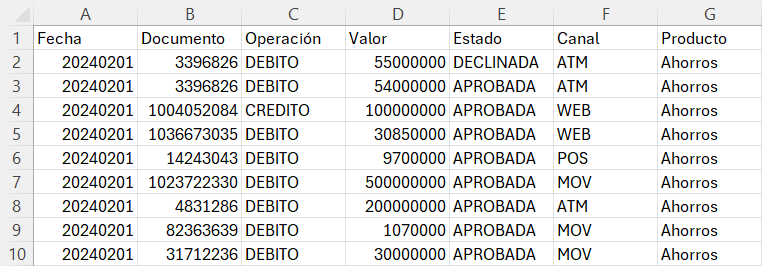 A B C D E F G
1 Fecha Documento Operación Valor Estado Canal Producto
2 20240201 3396826 DEBITO 55000000 DECLINADA ATM Ahorros
3 20240201 3396826 DEBITO 54000000 APROBADA ATM Ahorros
4 20240201 1004052084 CREDITO 100000000 APROBADA WEB Ahorros
5 20240201 1036673035 DEBITO 30850000 APROBADA WEB Ahorros
6 20240201 14243043 DEBITO 9700000 APROBADA POS Ahorros
7 20240201 1023722330 DEBITO 500000000 APROBADA MOV Ahorros
8 20240201 4831286 DEBITO 200000000 APROBADA ATM Ahorros
9 20240201 82363639 DEBITO 1070000 APROBADA MOV Ahorros
10 20240201 31712236 DEBITO 30000000 APROBADA MOV Ahorros